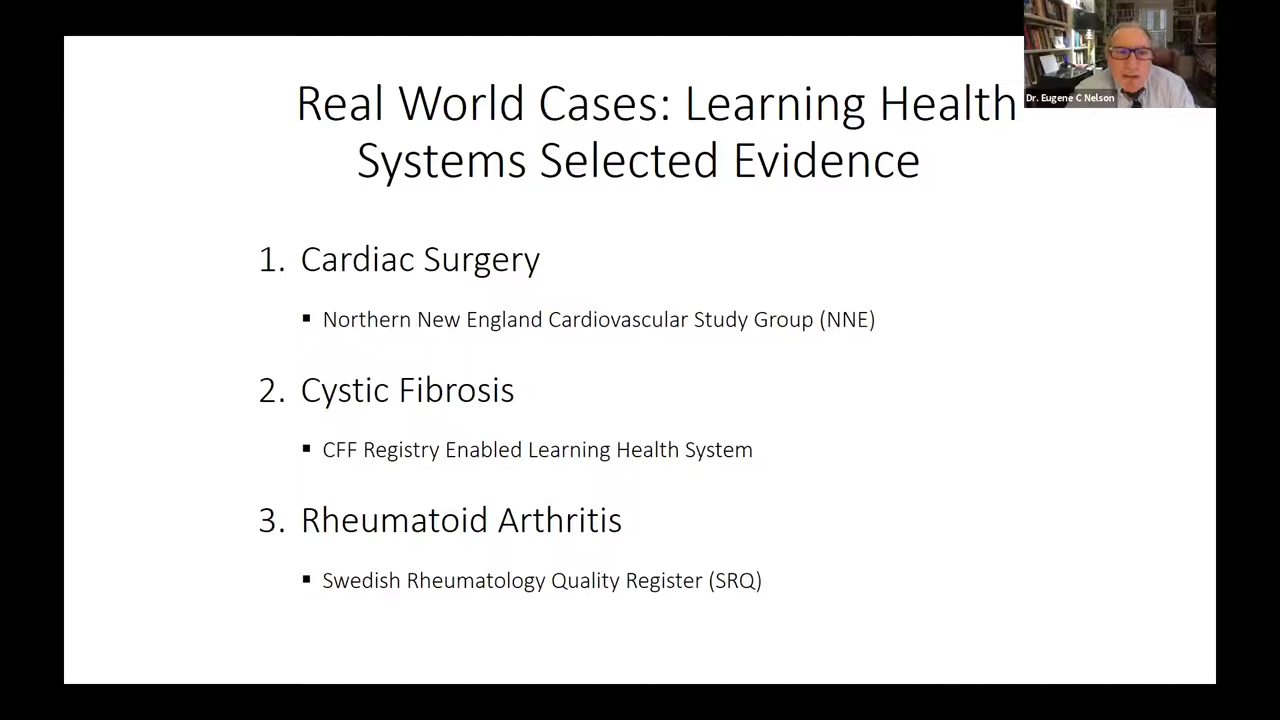 Real World Cases: Learning Health
Systems Selected Evidence
Dr. Eugene C Nelson
1. Cardiac Surgery
▪ Northern New England Cardiovascular Study Group (NNE)
2. Cystic Fibrosis
▪ CFF Registry Enabled Learning Health System
3. Rheumatoid Arthritis
▪ Swedish Rheumatology Quality Register (SRQ)